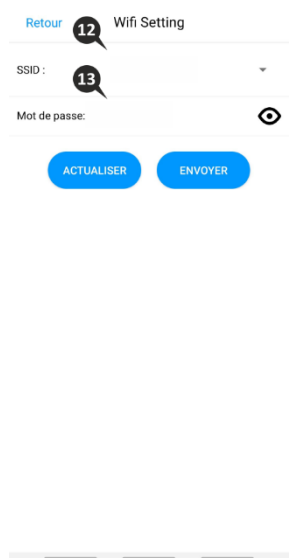 Retour 12 Wifi Setting
SSID :
13
Mot de passe:
ACTUALISER ENVOYER